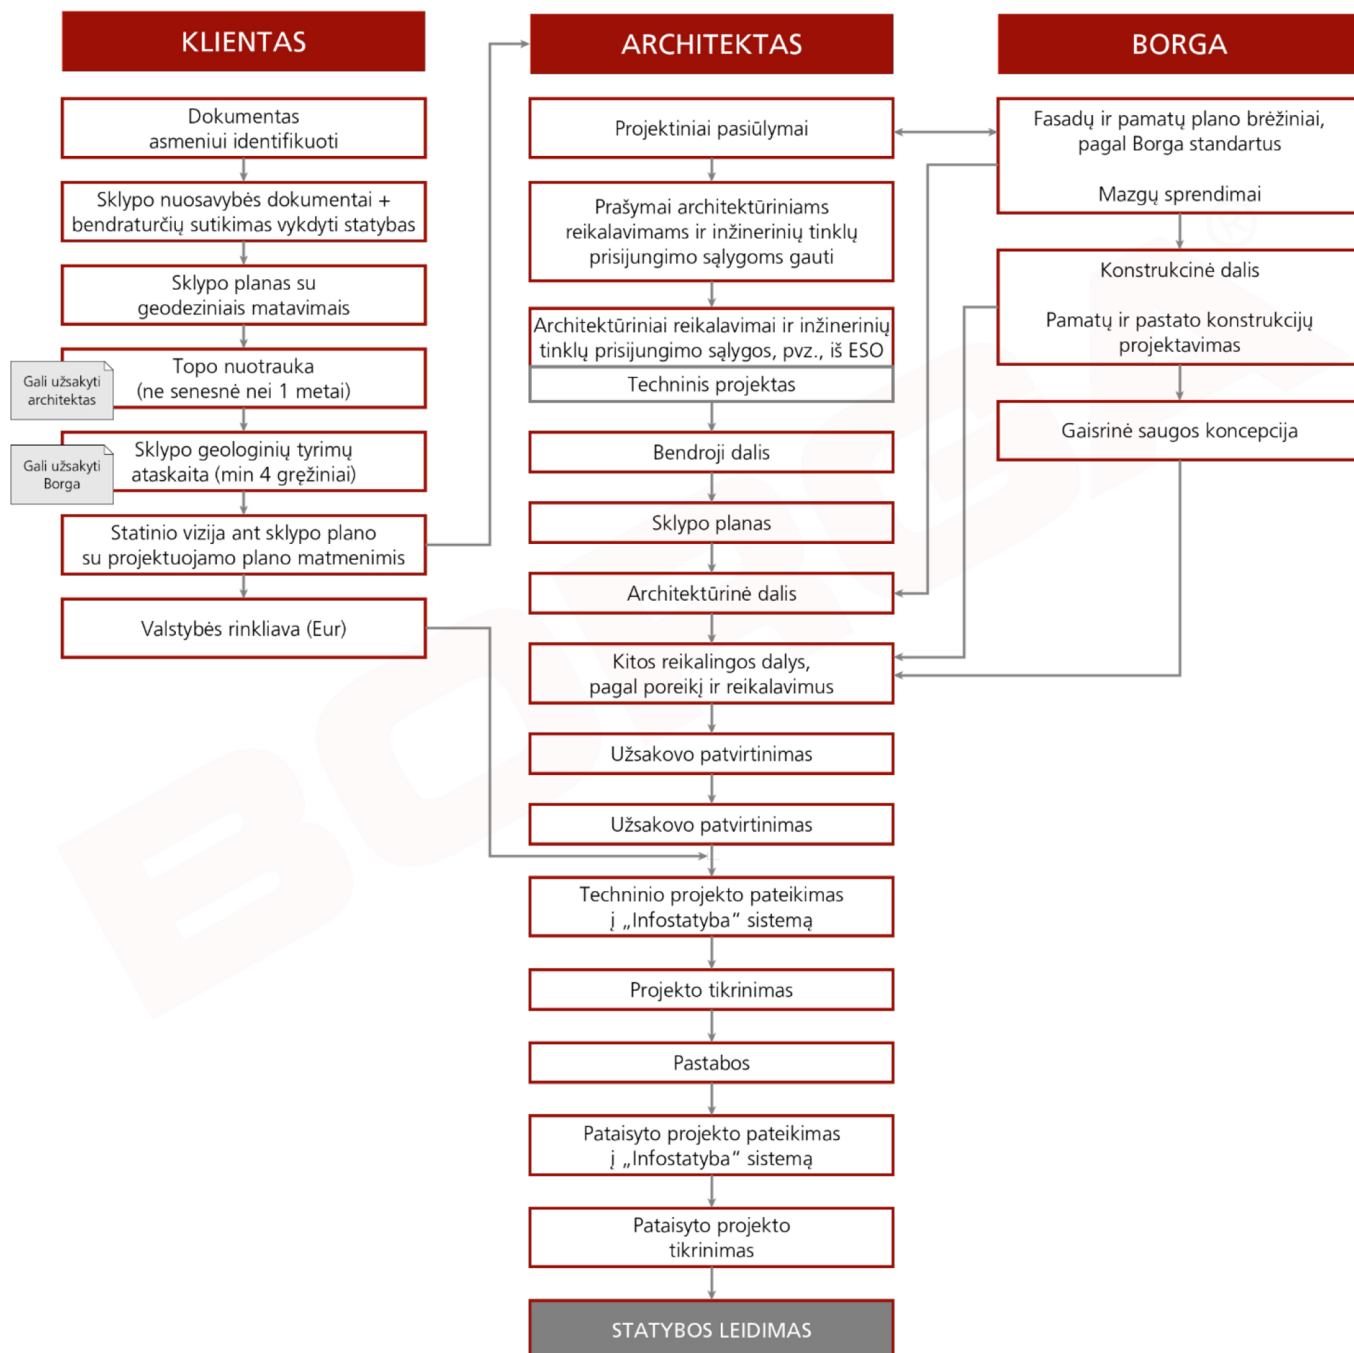 KLIENTAS
Dokumentas
asmeniui identifikuoti
Sklypo nuosavybės dokumentai +
bendraturčių sutikimas vykdyti statybas
Sklypo planas su
geodeziniais matavimais
Gali užsakyti
architektas
Topo nuotrauka
(ne senesnė nei 1 metai)
Gali užsakyti
Borga
Sklypo geologinių tyrimų
ataskaita (min 4 gręžiniai)
Statinio vizija ant sklypo plano
su projektuojamo plano matmenimis
Valstybės rinkliava (Eur)
ARCHITEKTAS
Projektiniai pasiūlymai
Prašymai architektūriniams
reikalavimams ir inžinerinių tinklų
prisijungimo sąlygoms gauti
Architektūriniai reikalavimai ir inžinerinių
tinklų prisijungimo sąlygos, pvz., iš ESO
Techninis projektas
Bendroji dalis
Sklypo planas
Architektūrinė dalis
Kitos reikalingos dalys,
pagal poreikį ir reikalavimus
Užsakovo patvirtinimas
Užsakovo patvirtinimas
Techninio projekto pateikimas
į „Infostatyba“ sistemą
Projekto tikrinimas
Pastabos
Pataisyto projekto pateikimas
į „Infostatyba“ sistemą
Pataisyto projekto
tikrinimas
STATYBOS LEIDIMAS
BORGA
Fasadų ir pamatų plano brėžiniai,
pagal Borga standartus
Mazgų sprendimai
Konstrukcinė dalis
Pamatų ir pastato konstrukcijų
projektavimas
Gaisrinė saugos koncepcija
BORGA®